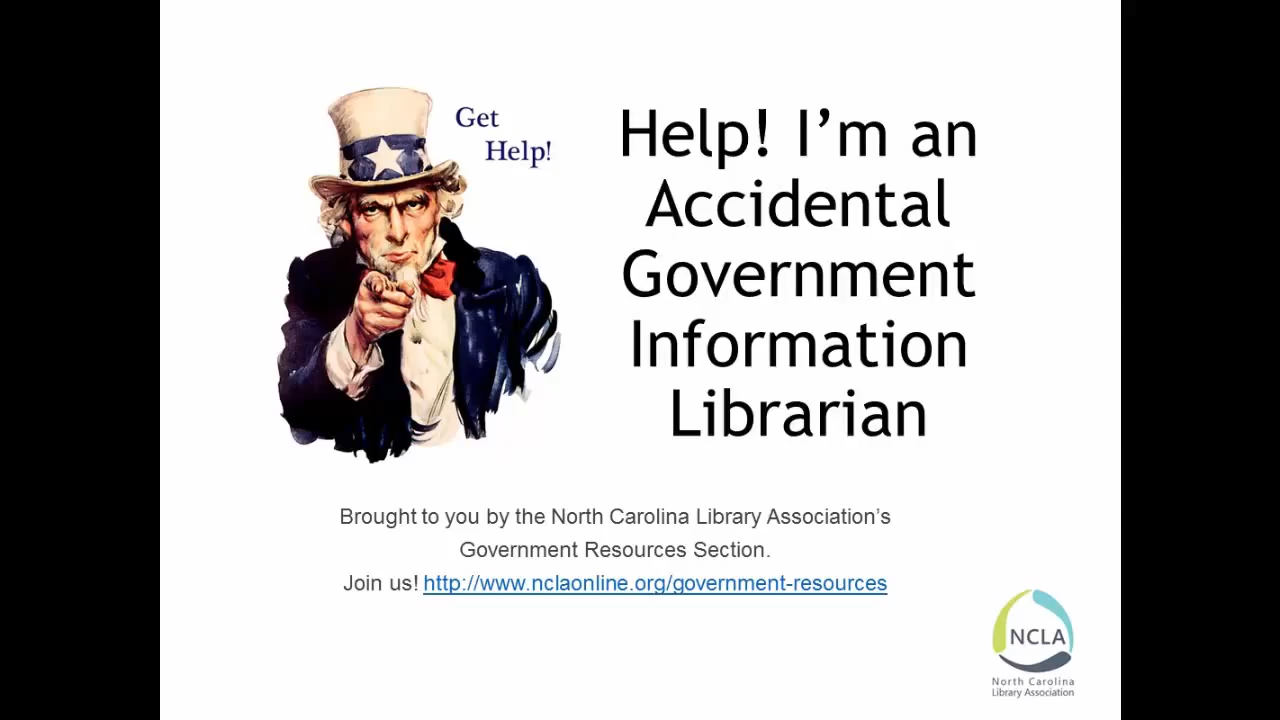 Get
Help!
Help! I’m an
Accidental
Government
Information
Librarian
Brought to you by the North Carolina Library Association’s
Government Resources Section.
Join us! http://www.nclaonline.org/government-resources
NCLA
North Carolina
Library Association